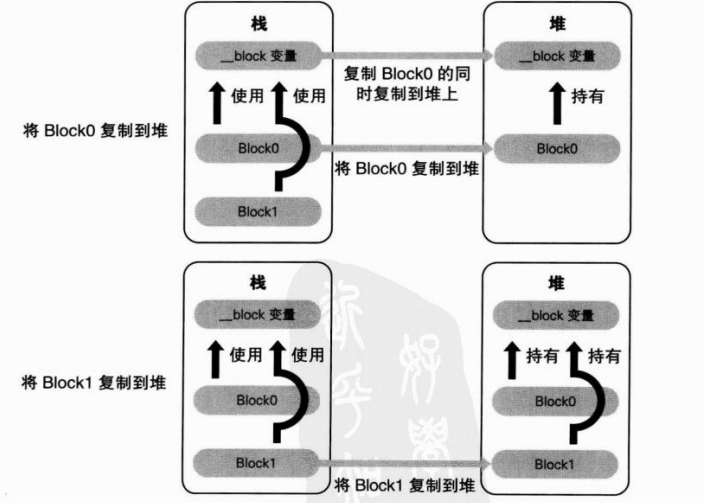 栈
堆
__block 变量
__block 变量
复制 Block0 的同
时复制到堆上
使用
使用
持有
将 Block0 复制到堆
Block0
Block0
将 Block0 复制到堆
Block1
栈
堆
__block 变量
__block 变量
使用
使用
持有
持有
将 Block1 复制到堆
Block0
Block0
Block1
Block1
将 Block1 复制到堆